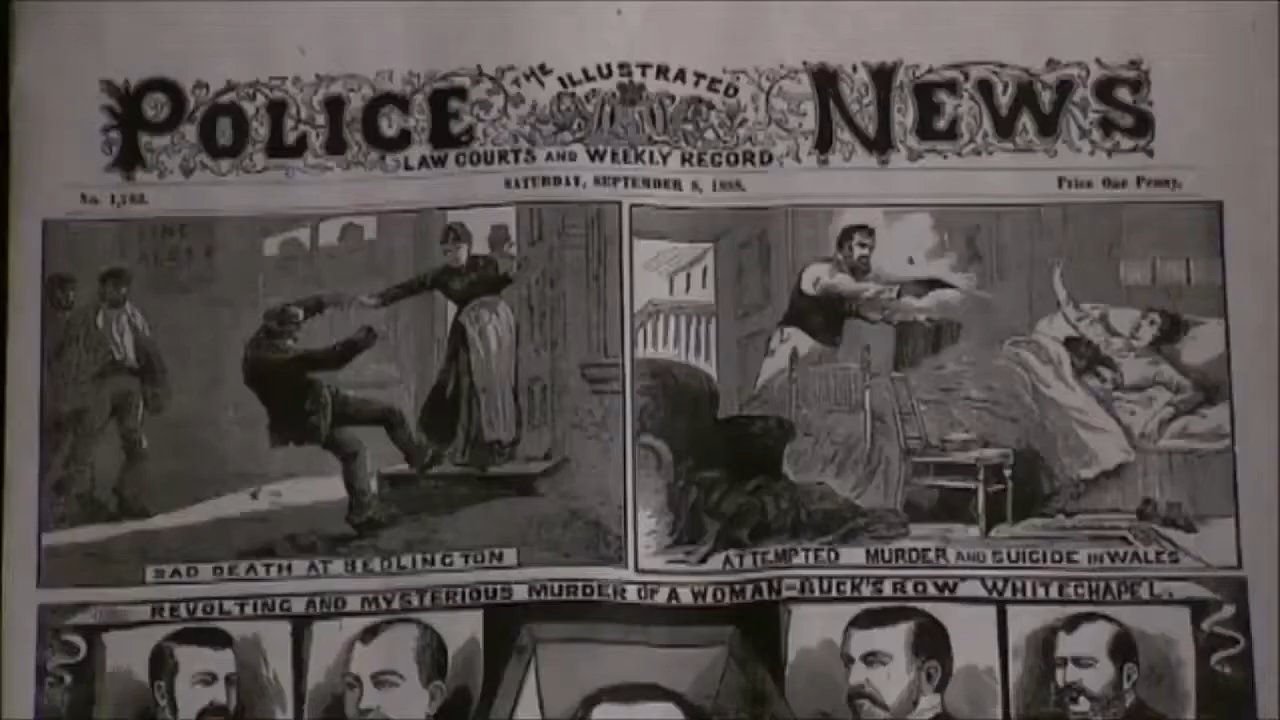 THE ILLUSTRATED
POLICE NEWS
LAW COURTS AND WEEKLY RECORD
SATURDAY, SEPTEMBER 8, 1888.
Price One Penny.
SAD DEATH AT BEDLINGTON
ATTEMPTED MURDER AND SUICIDE IN WALES
REVOLTING AND MYSTERIOUS MURDER OF A WOMAN-BUCK'S ROW WHITECHAPEL.